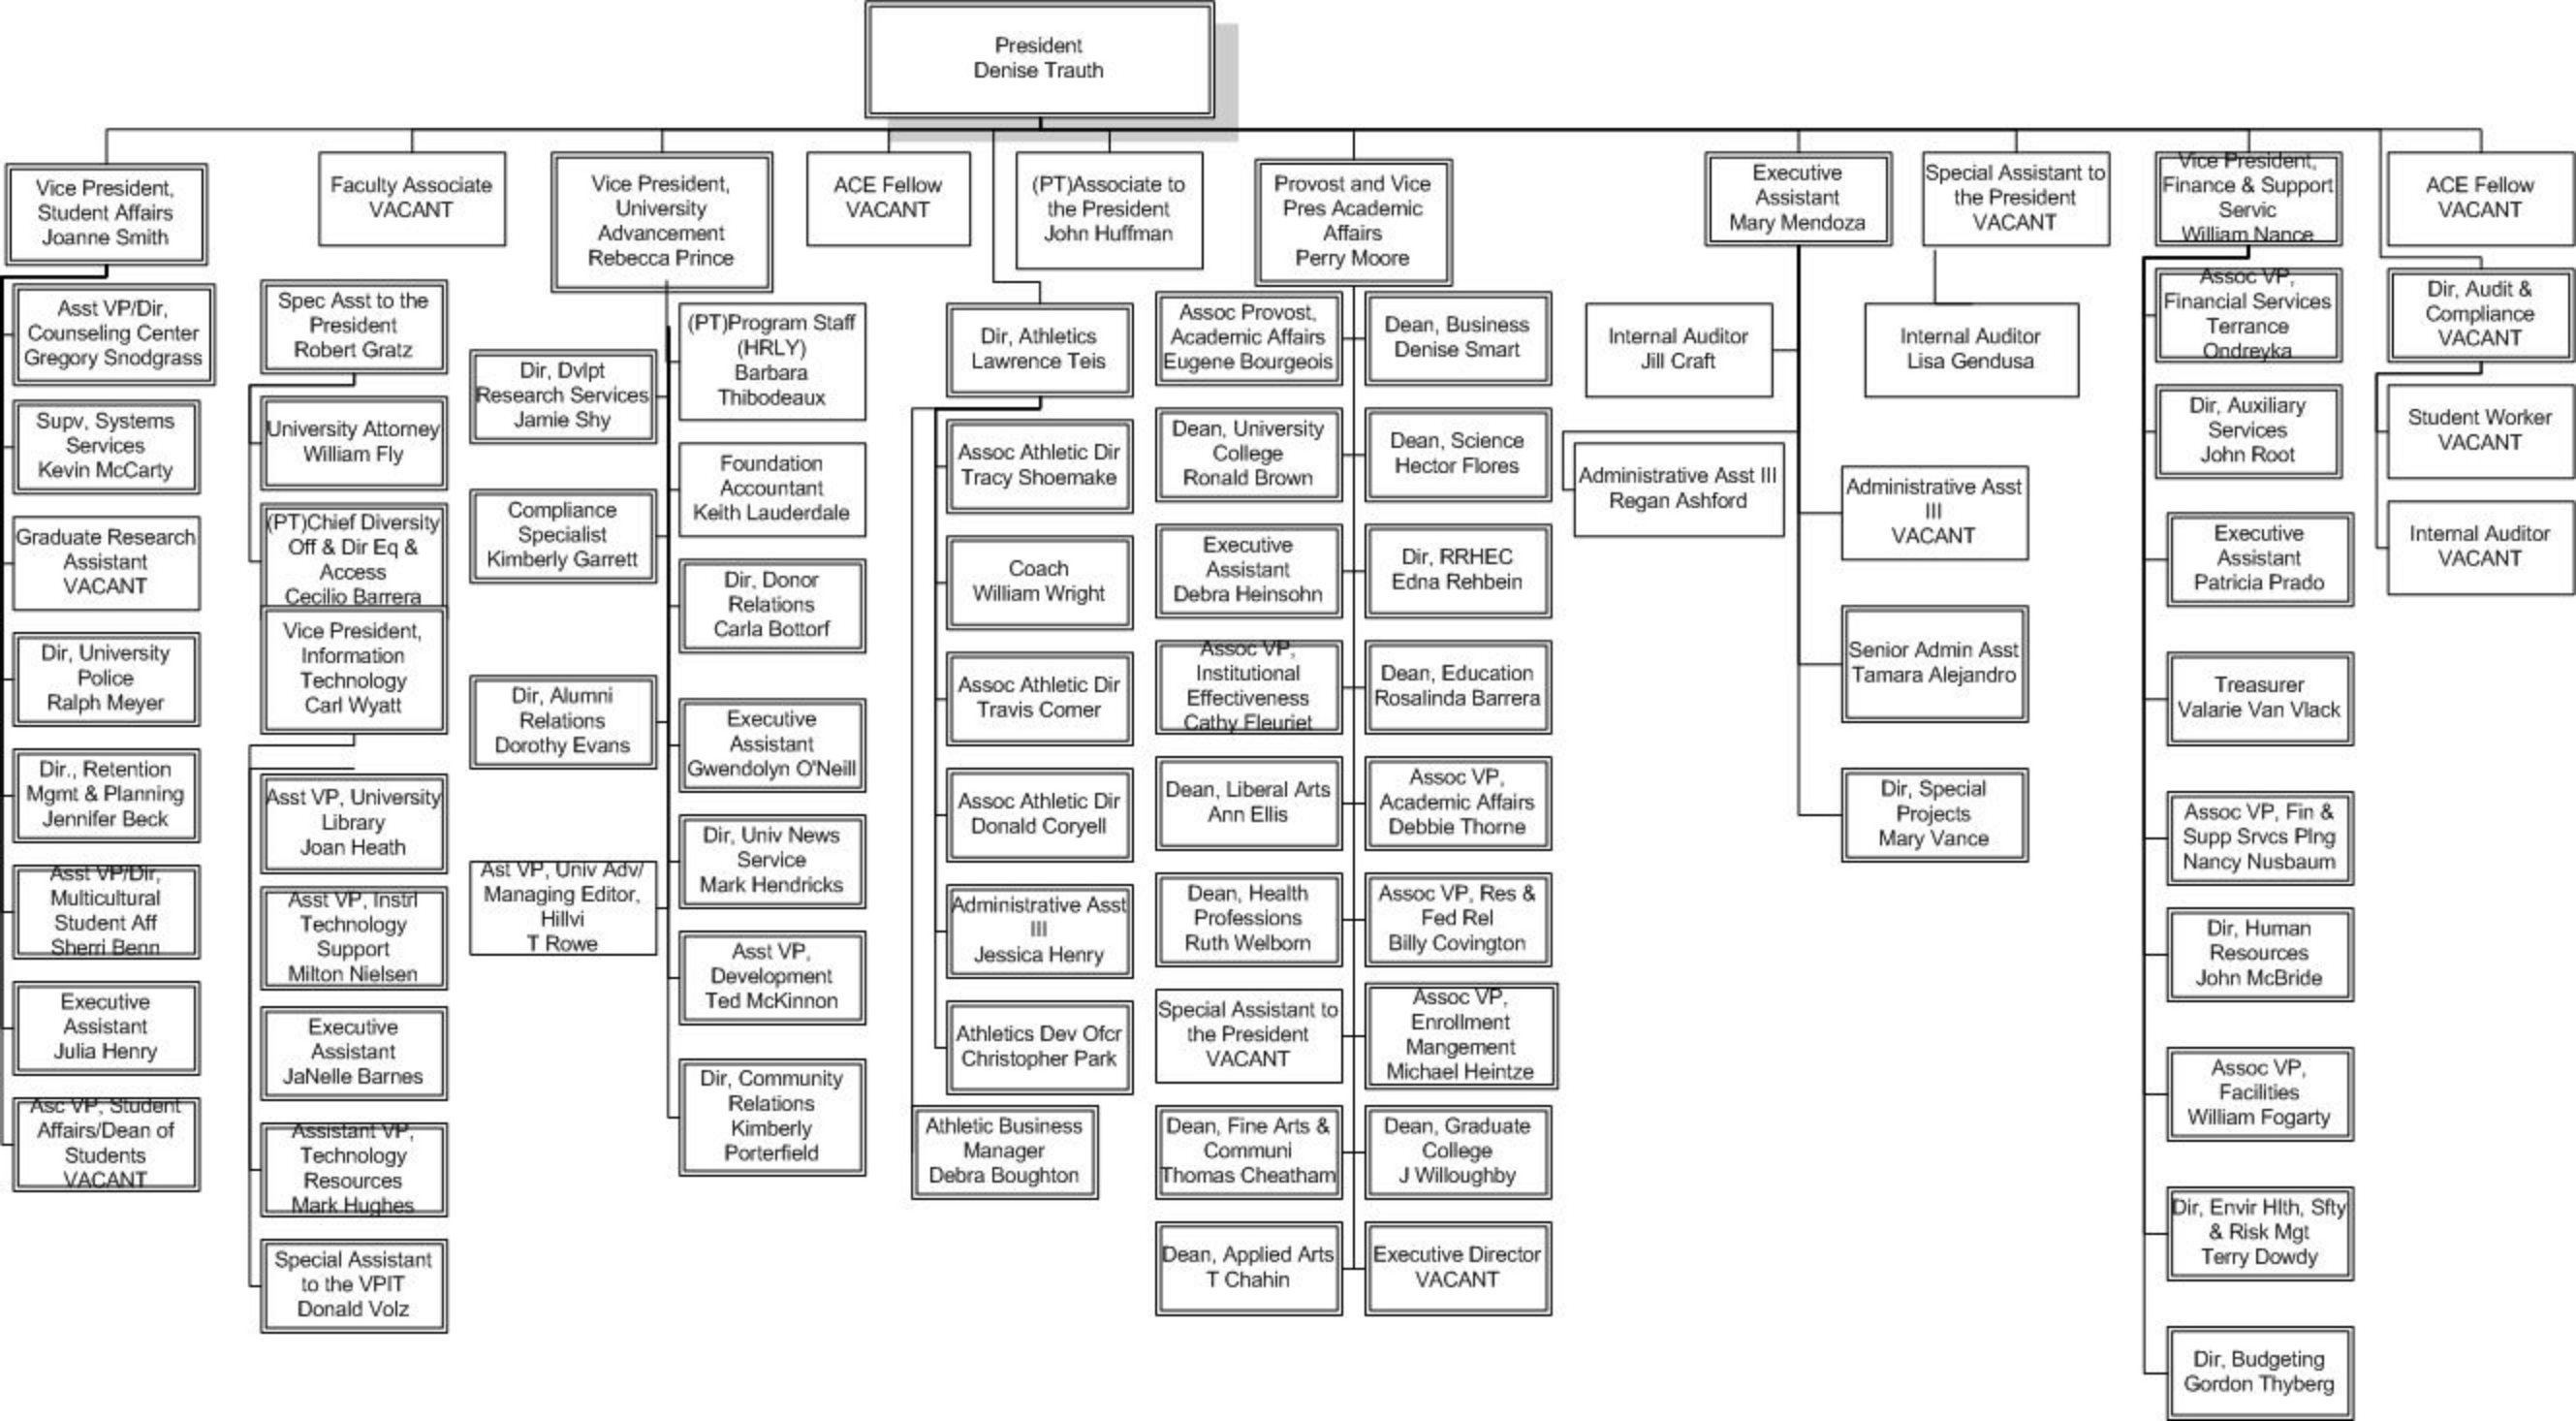 President
Denise Trauth
Vice President,
Student Affairs
Joanne Smith
Faculty Associate
VACANT
Vice President,
University
Advancement
Rebecca Prince
ACE Fellow
VACANT
(PT)Associate to
the President
John Huffman
Provost and Vice
Pres Academic
Affairs
Perry Moore
Executive
Assistant
Mary Mendoza
Special Assistant to
the President
VACANT
Vice President,
Finance & Support
Servic
William Nance
ACE Fellow
VACANT
Asst VP/Dir,
Counseling Center
Gregory Snodgrass
Supv, Systems
Services
Kevin McCarty
Graduate Research
Assistant
VACANT
Dir, University
Police
Ralph Meyer
Dir., Retention
Mgmt & Planning
Jennifer Beck
Asst VP/Dir,
Multicultural
Student Aff
Sherri Benn
Executive
Assistant
Julia Henry
Asc VP, Student
Affairs/Dean of
Students
VACANT
Spec Asst to the
President
Robert Gratz
University Attorney
William Fly
(PT)Chief Diversity
Off & Dir Eq &
Access
Cecilio Barrera
Vice President,
Information
Technology
Carl Wyatt
Asst VP, University
Library
Joan Heath
Asst VP, Instrl
Technology
Support
Milton Nielsen
Executive
Assistant
JaNelle Barnes
Assistant VP,
Technology
Resources
Mark Hughes
Special Assistant
to the VPIT
Donald Volz
Dir, Dvlpt
Research Services
Jamie Shy
Compliance
Specialist
Kimberly Garrett
Dir, Alumni
Relations
Dorothy Evans
Ast VP, Univ Adv/
Managing Editor,
Hillvi
T Rowe
(PT)Program Staff
(HRLY)
Barbara
Thibodeaux
Foundation
Accountant
Keith Lauderdale
Dir, Donor
Relations
Carla Bottorf
Executive
Assistant
Gwendolyn O'Neill
Dir, Univ News
Service
Mark Hendricks
Asst VP,
Development
Ted McKinnon
Dir, Community
Relations
Kimberly
Porterfield
Dir, Athletics
Lawrence Teis
Assoc Athletic Dir
Tracy Shoemake
Coach
William Wright
Assoc Athletic Dir
Travis Comer
Assoc Athletic Dir
Donald Coryell
Administrative Asst
III
Jessica Henry
Athletics Dev Ofcr
Christopher Park
Athletic Business
Manager
Debra Boughton
Assoc Provost,
Academic Affairs
Eugene Bourgeois
Dean, University
College
Ronald Brown
Executive
Assistant
Debra Heinsohn
Assoc VP,
Institutional
Effectiveness
Cathy Fleuriet
Dean, Liberal Arts
Ann Ellis
Dean, Health
Professions
Ruth Welborn
Special Assistant to
the President
VACANT
Dean, Fine Arts &
Communi
Thomas Cheatham
Dean, Applied Arts
T Chahin
Dean, Business
Denise Smart
Dean, Science
Hector Flores
Dir, RRHEC
Edna Rehbein
Dean, Education
Rosalinda Barrera
Assoc VP,
Academic Affairs
Debbie Thorne
Assoc VP, Res &
Fed Rel
Billy Covington
Assoc VP,
Enrollment
Mangement
Michael Heintze
Dean, Graduate
College
J Willoughby
Executive Director
VACANT
Internal Auditor
Jill Craft
Administrative Asst III
Regan Ashford
Internal Auditor
Lisa Gendusa
Administrative Asst
III
VACANT
Senior Admin Asst
Tamara Alejandro
Dir, Special
Projects
Mary Vance
Assoc VP,
Financial Services
Terrance
Ondreyka
Dir, Auxiliary
Services
John Root
Executive
Assistant
Patricia Prado
Treasurer
Valarie Van Vlack
Assoc VP, Fin &
Supp Srvcs Plng
Nancy Nusbaum
Dir, Human
Resources
John McBride
Assoc VP,
Facilities
William Fogarty
Dir, Envir Hlth, Sfty
& Risk Mgt
Terry Dowdy
Dir, Budgeting
Gordon Thyberg
Dir, Audit &
Compliance
VACANT
Student Worker
VACANT
Internal Auditor
VACANT